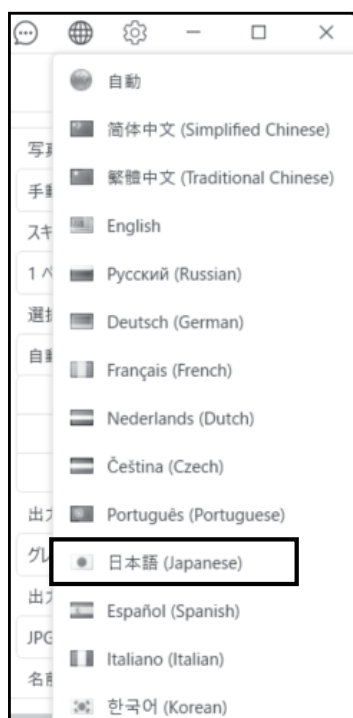 自動
简体中文 (Simplified Chinese)
写
繁體中文 (Traditional Chinese)
手
スキ
English
1
Русский (Russian)
選
Deutsch (German)
自
Français (French)
Nederlands (Dutch)
Čeština (Czech)
出
Português (Portuguese)
グ
日本語 (Japanese)
出
Español (Spanish)
JPG
Italiano (Italian)
名
한국어 (Korean)